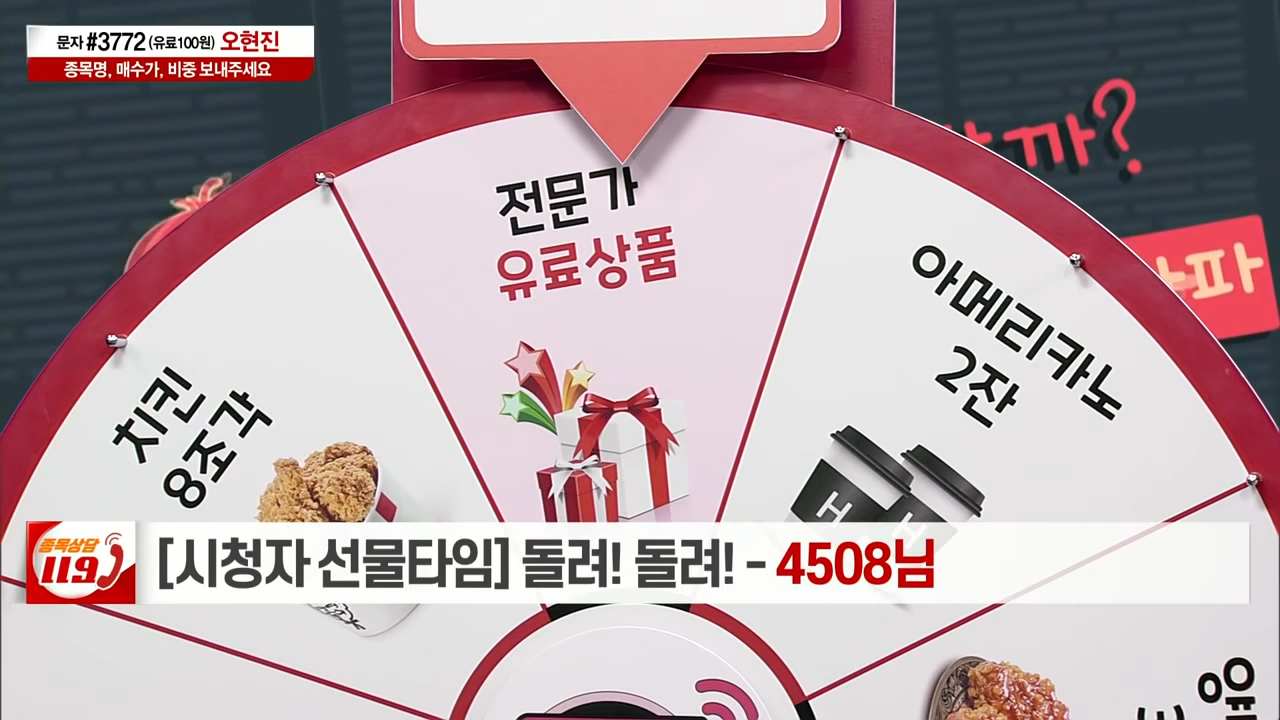 문자 #3772 (유료100원) 오현진
종목명, 매수가, 비중 보내주세요
까?
파
전문가
유료상품
아메리카노
2잔
치킨
8조각
H
H
종목상담
119
[시청자 선물타임] 돌려! 돌려! - 4508님